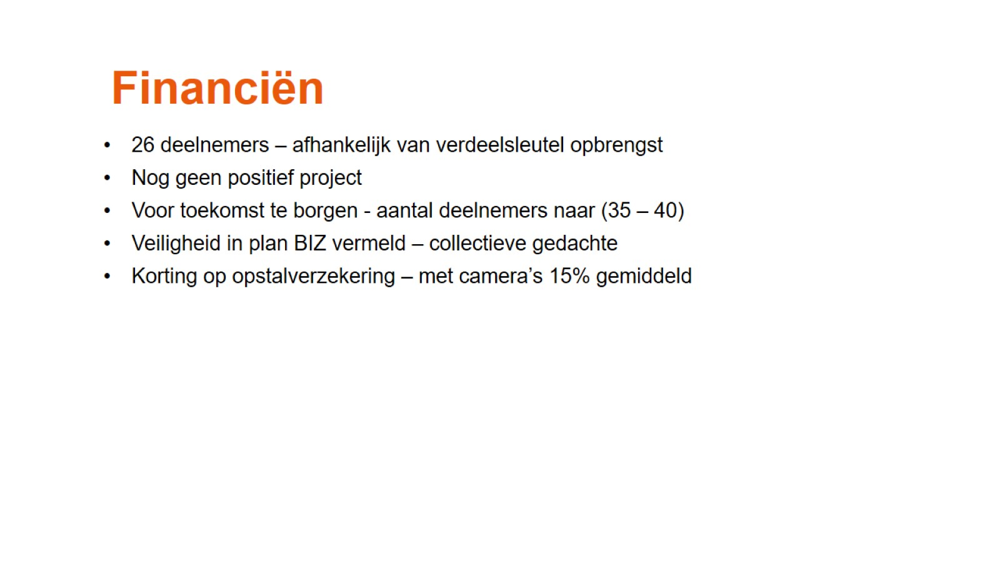 Financiën
• 26 deelnemers – afhankelijk van verdeelsleutel opbrengst
• Nog geen positief project
• Voor toekomst te borgen - aantal deelnemers naar (35 – 40)
• Veiligheid in plan BIZ vermeld – collectieve gedachte
• Korting op opstalverzekering – met camera’s 15% gemiddeld